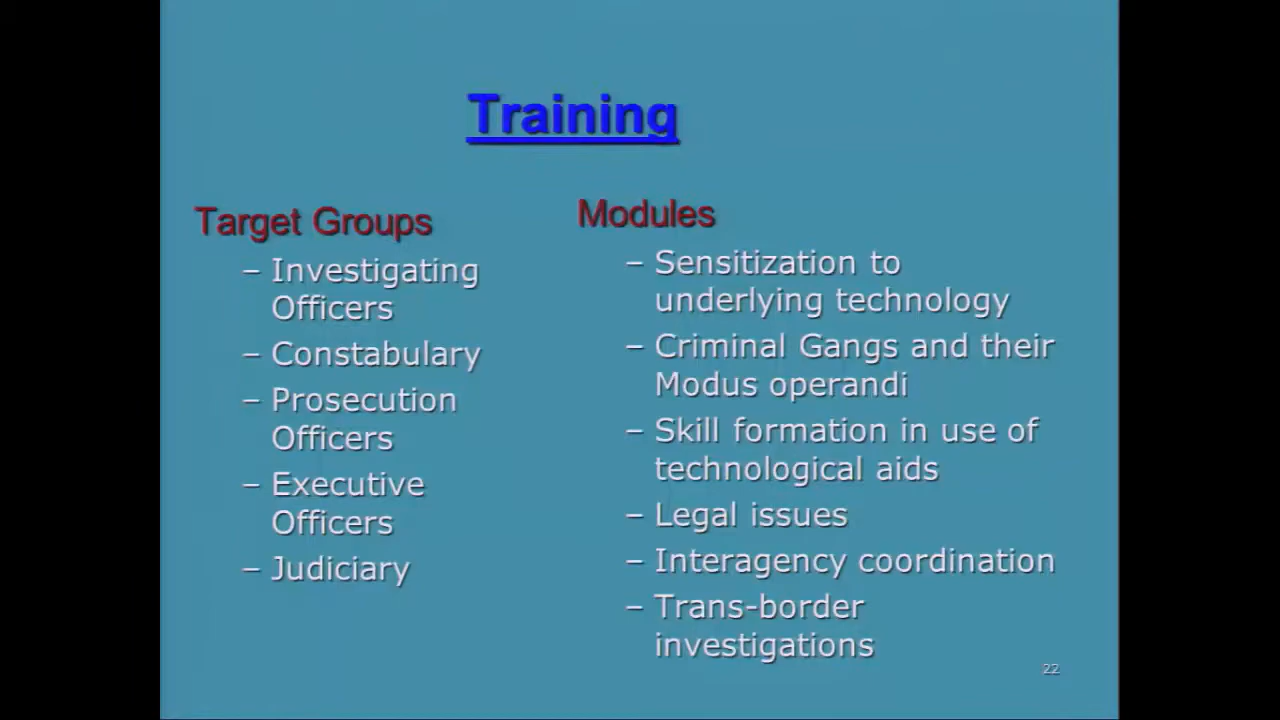 Training
Target Groups
– Investigating
Officers
– Constabulary
– Prosecution
Officers
– Executive
Officers
– Judiciary
Modules
– Sensitization to
underlying technology
– Criminal Gangs and their
Modus operandi
– Skill formation in use of
technological aids
– Legal issues
– Interagency coordination
– Trans-border
investigations
22